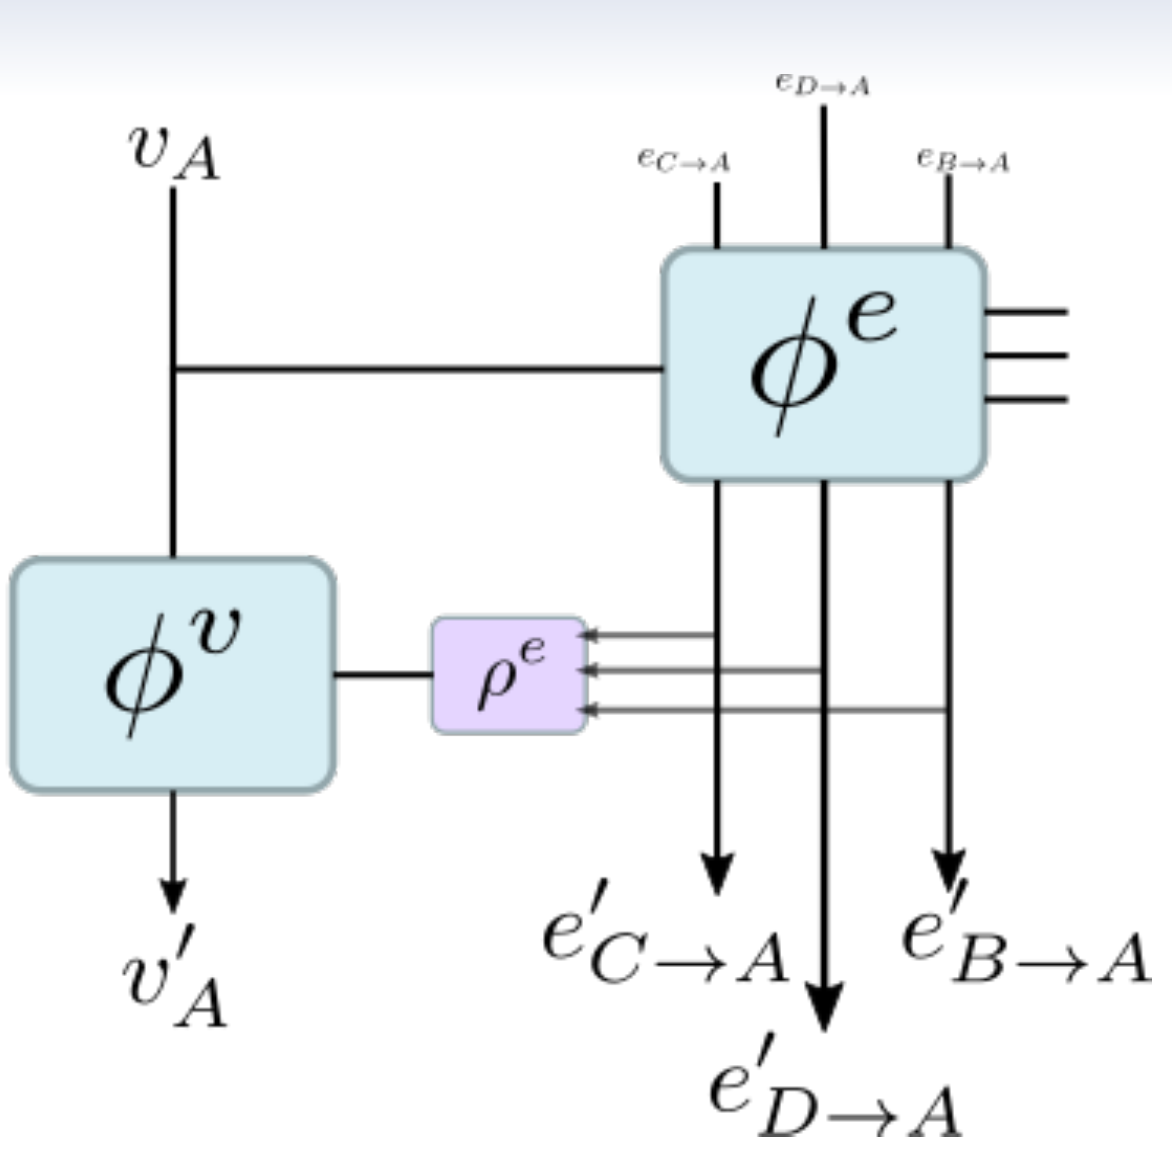 e_{D→A}
v_A
e_{C→A} e_{B→A}
ϕ^e
ϕ^v
ρ^e
e'_{C→A} e'_{B→A}
v'_A
e'_{D→A}